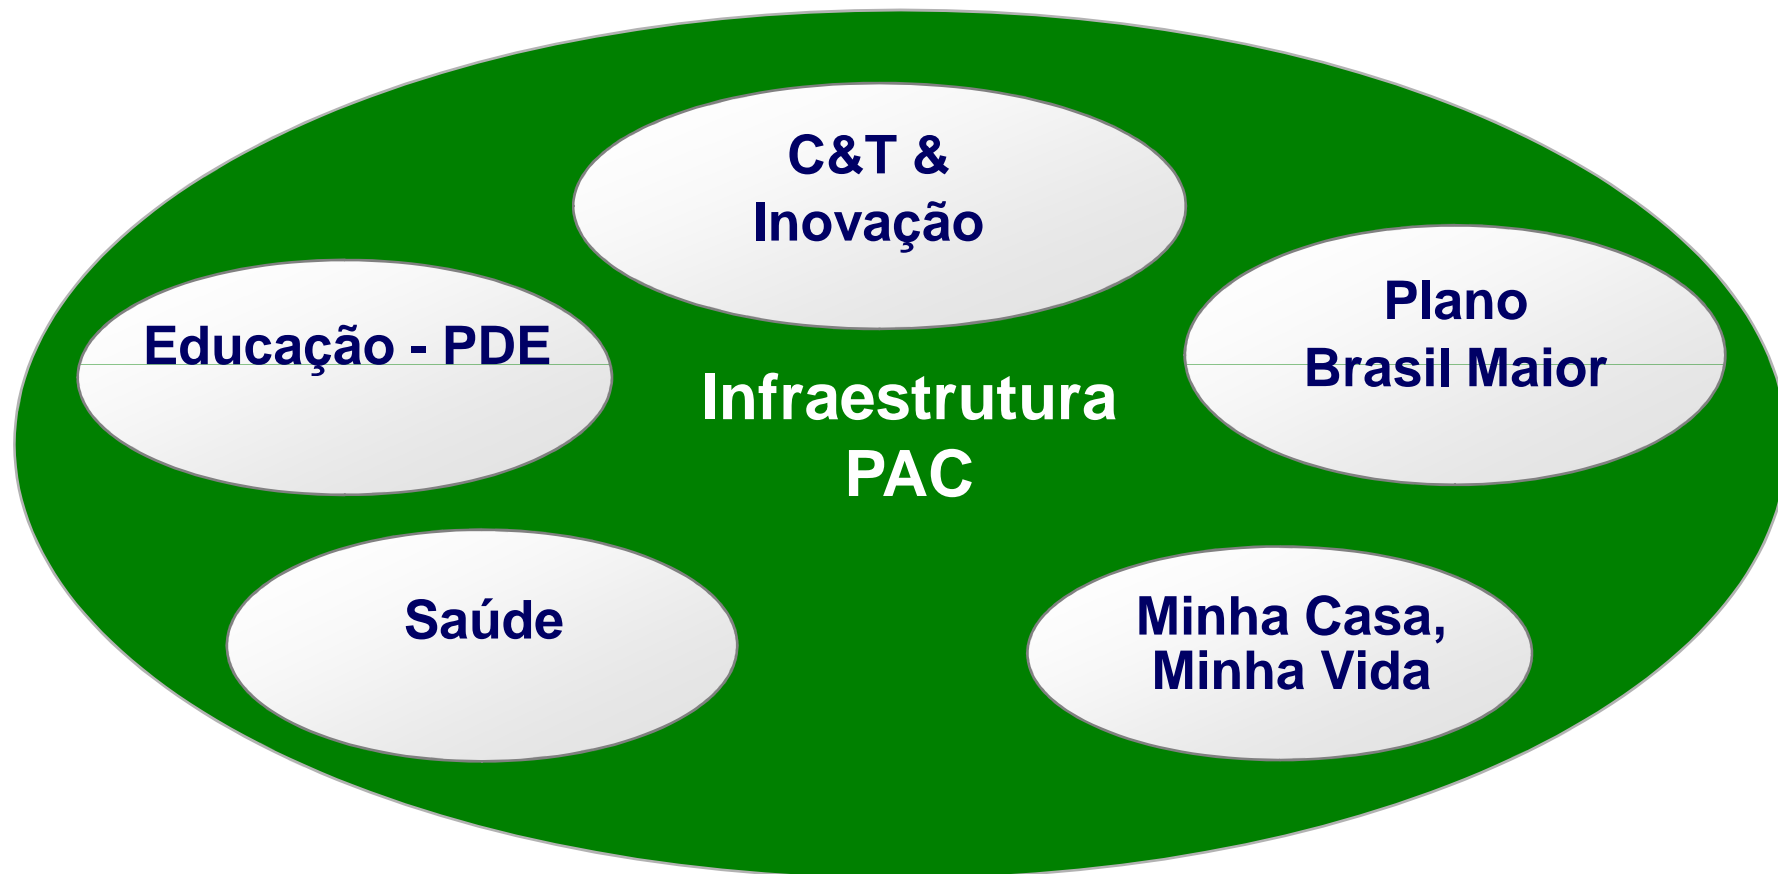 C&T &
Inovação
Educação - PDE
Plano
Brasil Maior
Infraestrutura
PAC
Saúde
Minha Casa,
Minha Vida